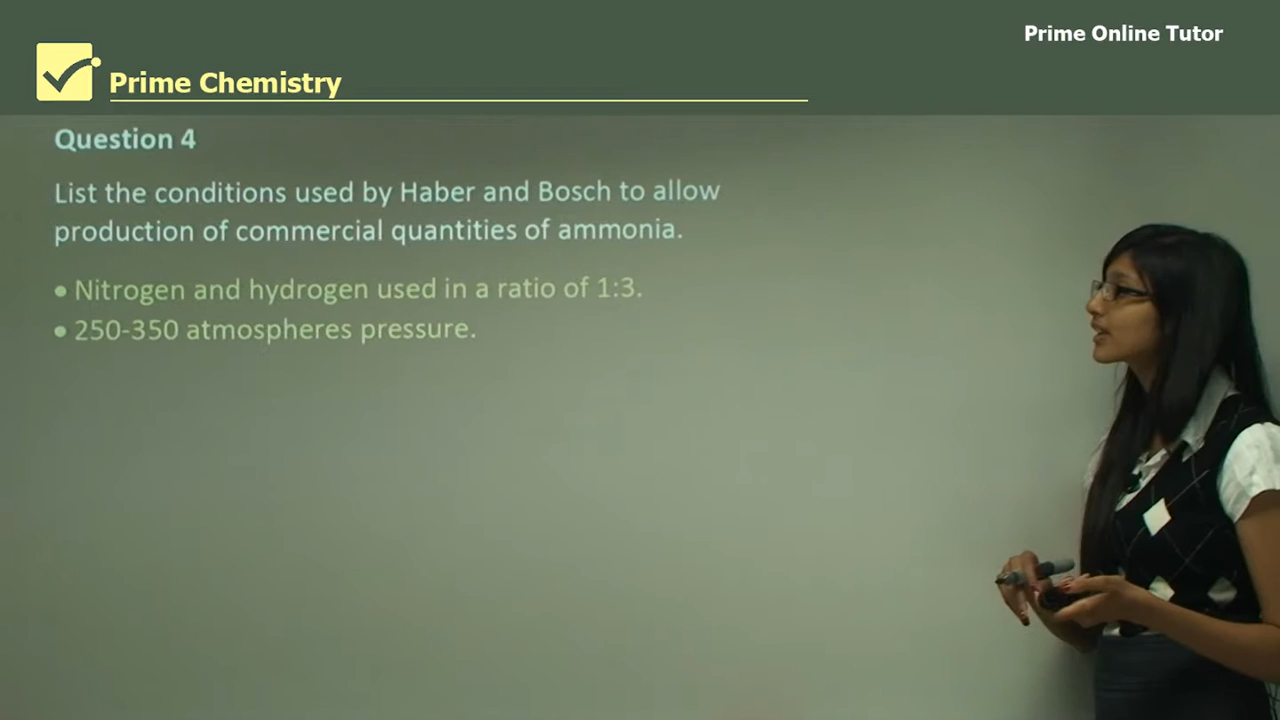 Prime Online Tutor
Prime Chemistry
Question 4
List the conditions used by Haber and Bosch to allow
production of commercial quantities of ammonia.
• Nitrogen and hydrogen used in a ratio of 1:3.
• 250-350 atmospheres pressure.